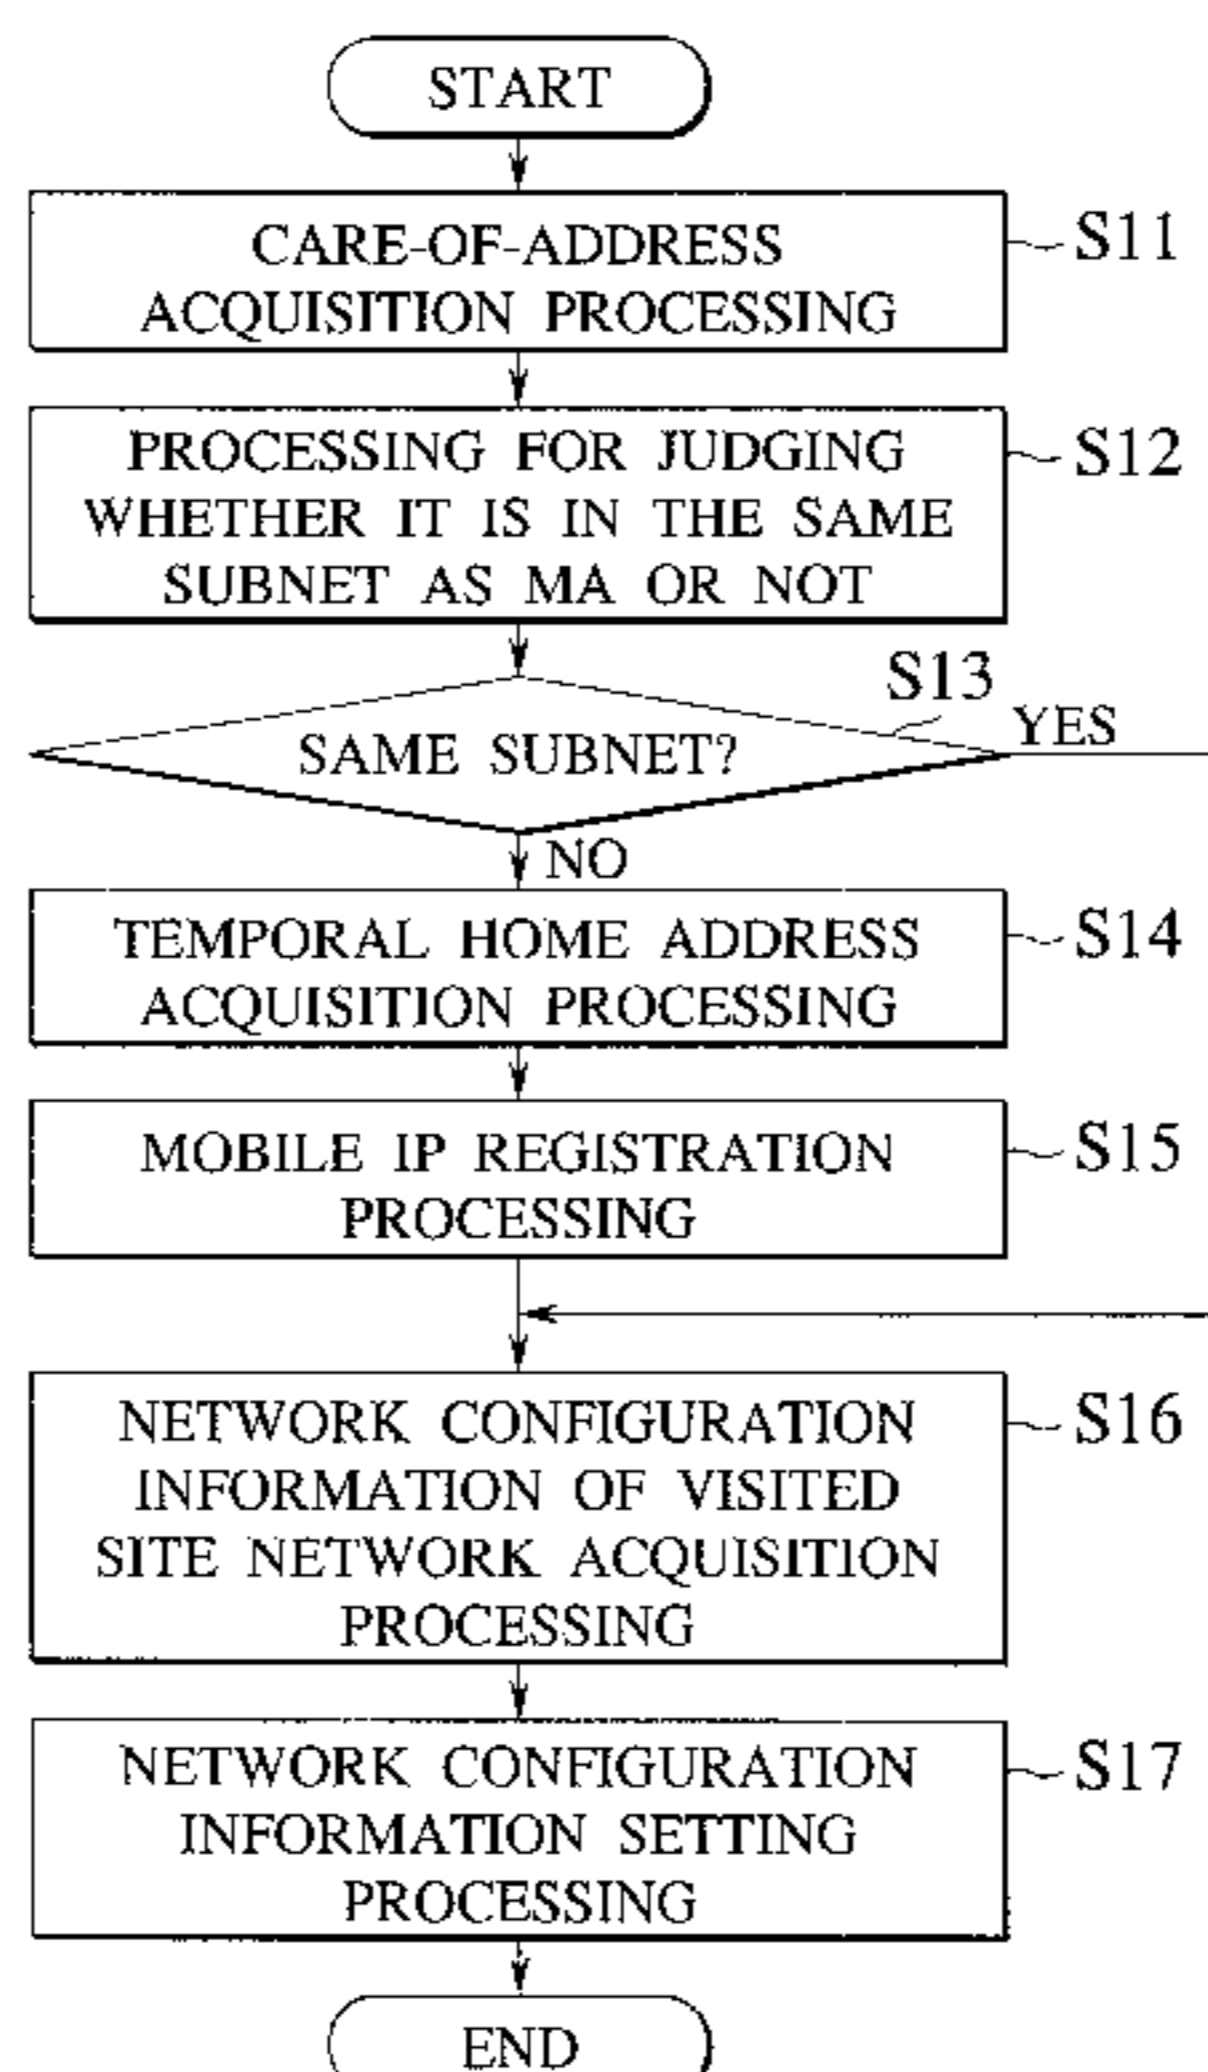 START
CARE-OF-ADDRESS
ACQUISITION PROCESSING
S11
PROCESSING FOR JUDGING
WHETHER IT IS IN THE SAME
SUBNET AS MA OR NOT
S12
S13
SAME SUBNET?
YES
NO
TEMPORAL HOME ADDRESS
ACQUISITION PROCESSING
S14
MOBILE IP REGISTRATION
PROCESSING
S15
NETWORK CONFIGURATION
INFORMATION OF VISITED
SITE NETWORK ACQUISITION
PROCESSING
S16
NETWORK CONFIGURATION
INFORMATION SETTING
PROCESSING
S17
END